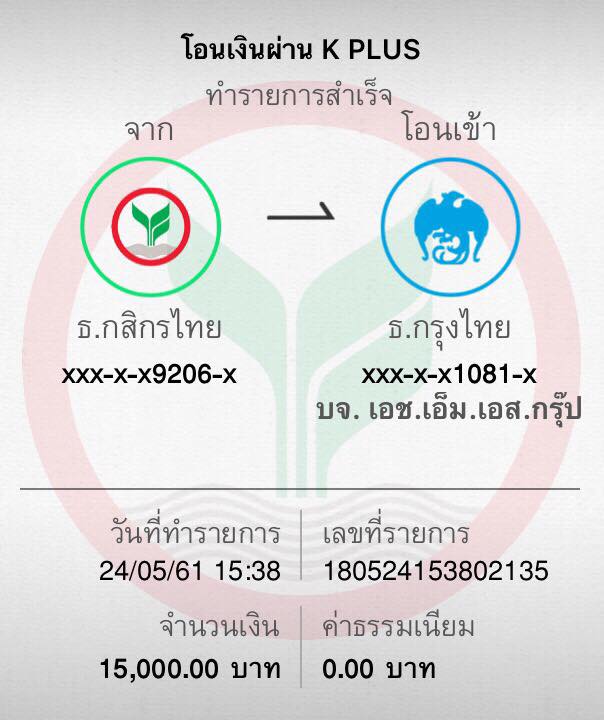 โอนเงินผ่าน K PLUS
ทำรายการสำเร็จ
จาก
โอนเข้า
ธ.กสิกรไทย
ธ.กรุงไทย
xxx-x-x9206-x
xxx-x-x1081-x
บจ. เอช.เอ็ม.เอส.กรุ๊ป
วันที่ทำรายการ
เลขที่รายการ
24/05/61 15:38
180524153802135
จำนวนเงิน
ค่าธรรมเนียม
15,000.00 บาท
0.00 บาท